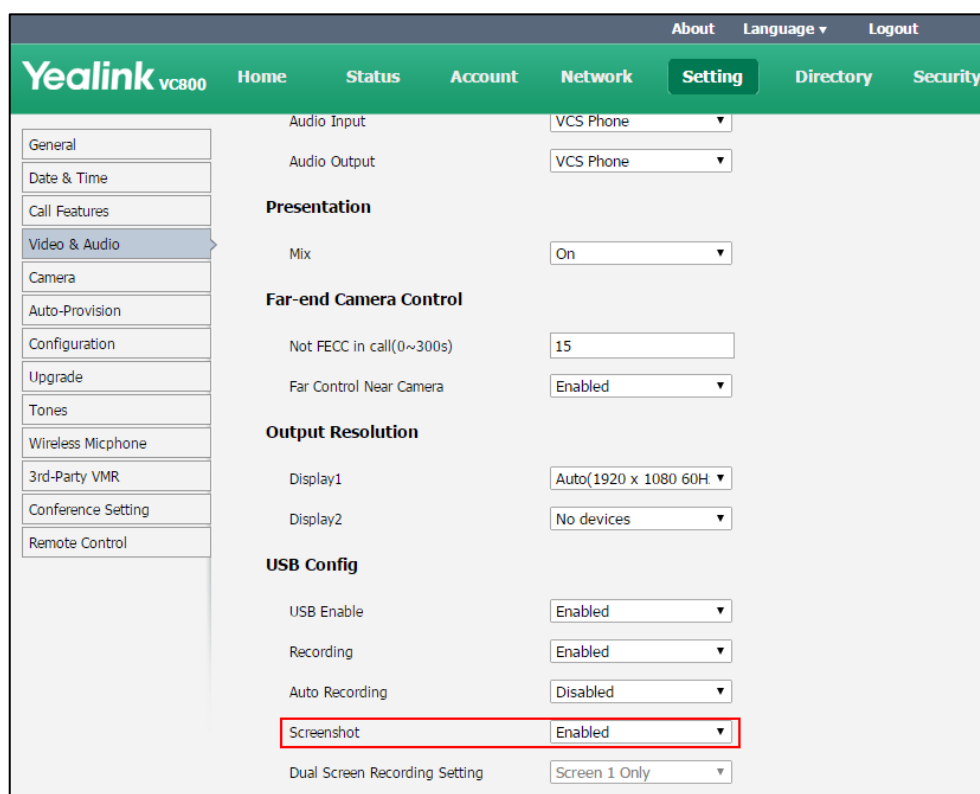 About Language ▾ Logout
Yealink VC800 Home Status Account Network Setting Directory Security
General
Date & Time
Call Features
Video & Audio
Camera
Auto-Provision
Configuration
Upgrade
Tones
Wireless Micphone
3rd-Party VMR
Conference Setting
Remote Control
Audio Input VCS Phone
Audio Output VCS Phone
Presentation
Mix On
Far-end Camera Control
Not FECC in call(0~300s) 15
Far Control Near Camera Enabled
Output Resolution
Display1 Auto(1920 x 1080 60H
Display2 No devices
USB Config
USB Enable Enabled
Recording Enabled
Auto Recording Disabled
Screenshot Enabled
Dual Screen Recording Setting Screen 1 Only